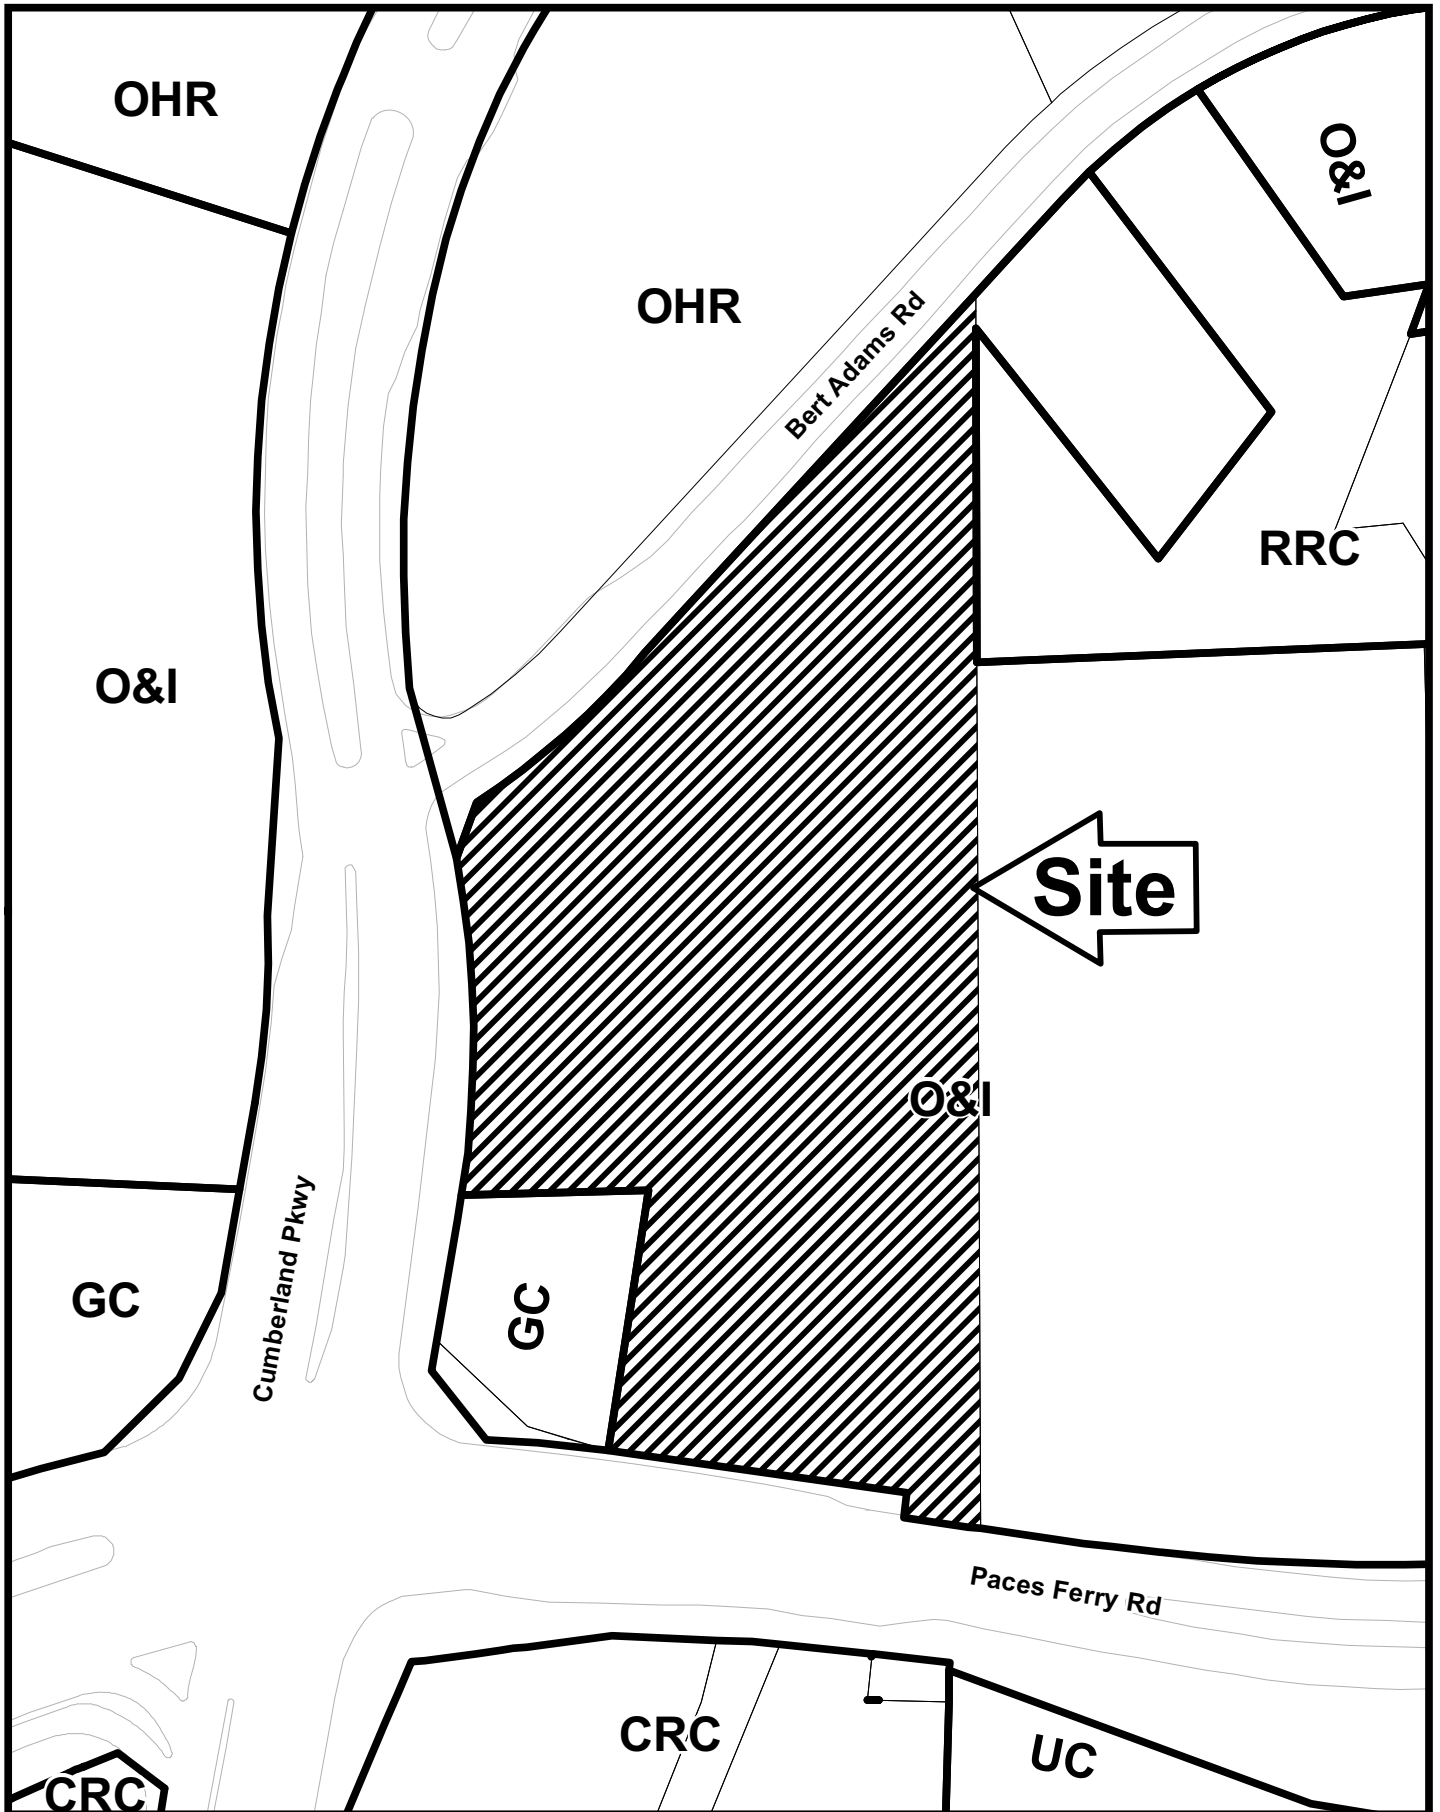 OHR
O&I
OHR
Bert Adams Rd
RRC
O&I
Site
O&I
Cumberland Pkwy
GC
GC
Paces Ferry Rd
CRC
UC
CRC